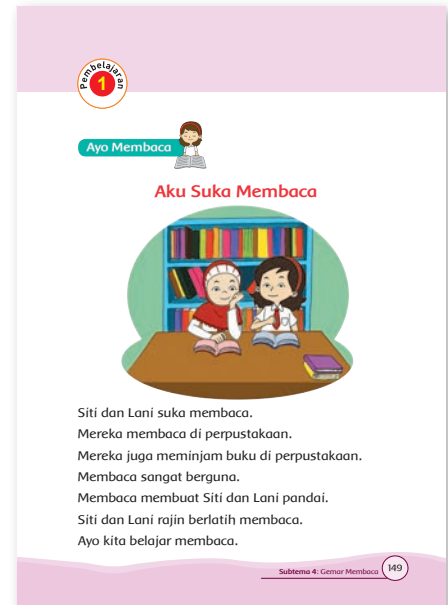 Pembelajaran
1
Ayo Membaca
Aku Suka Membaca
Siti dan Lani suka membaca.
Mereka membaca di perpustakaan.
Mereka juga meminjam buku di perpustakaan.
Membaca sangat berguna.
Membaca membuat Siti dan Lani pandai.
Siti dan Lani rajin berlatih membaca.
Ayo kita belajar membaca.
Subtema 4: Gemar Membaca 149